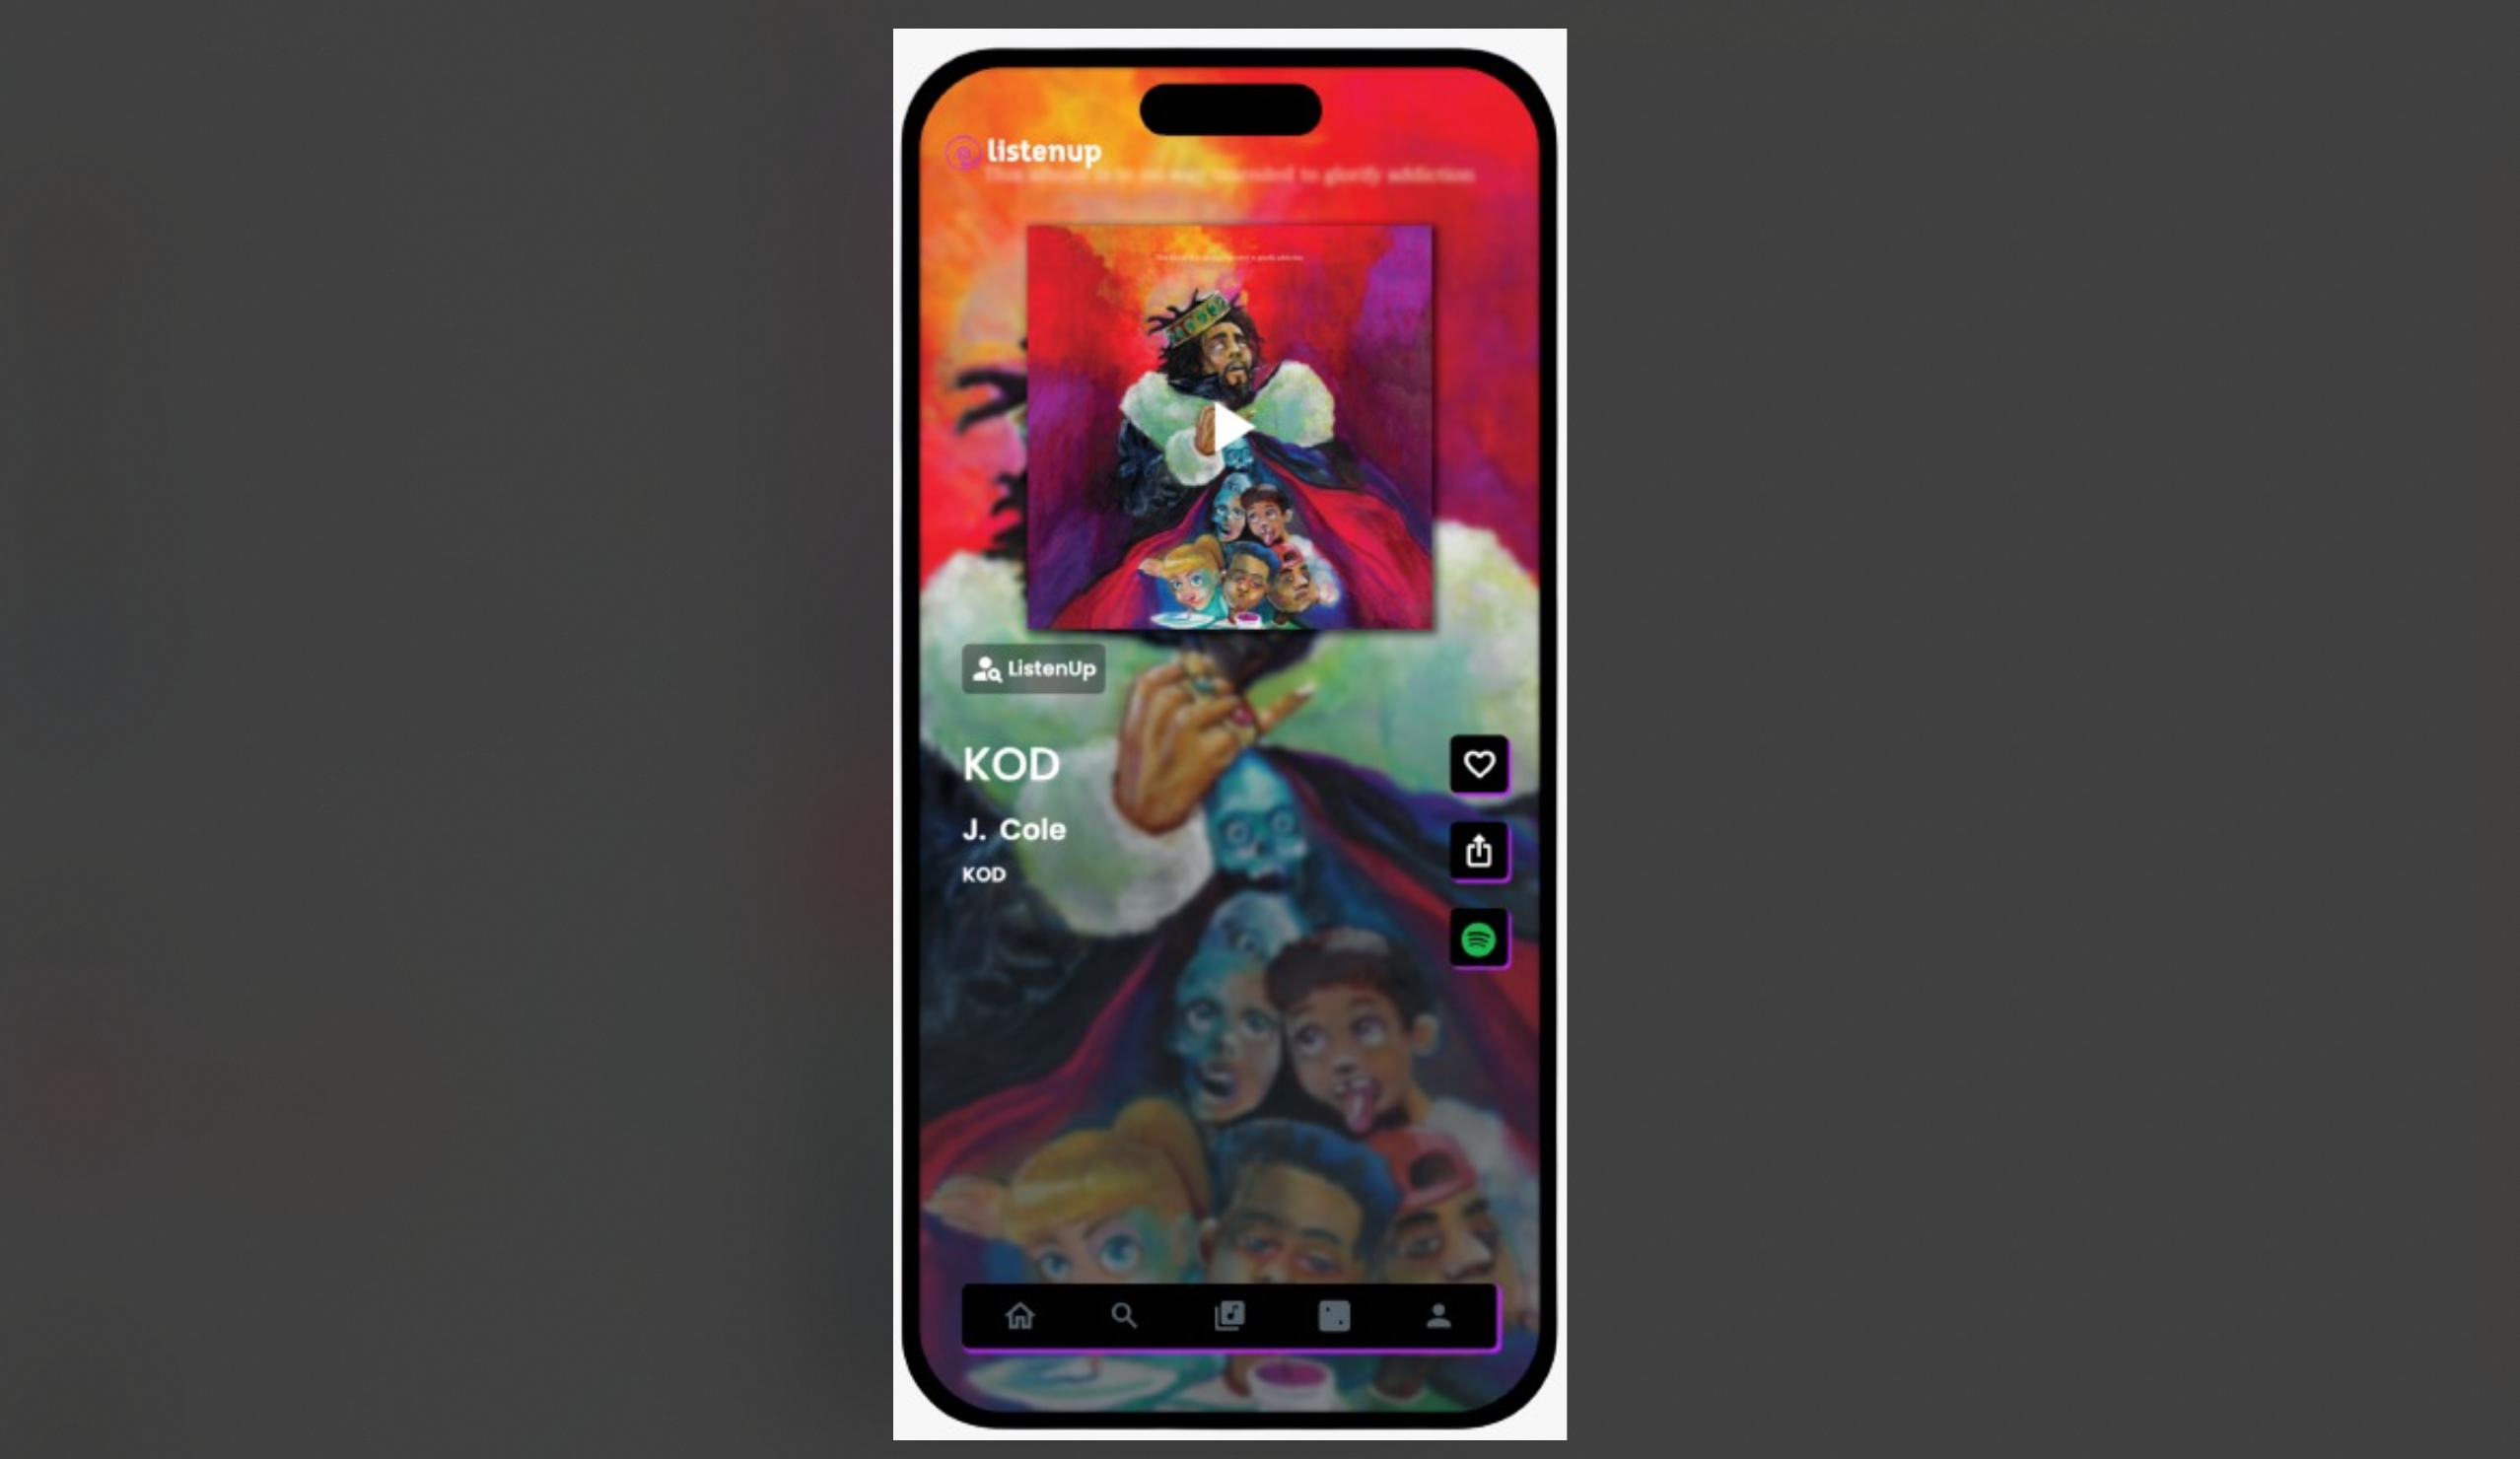 listenup
This album is in no way intended to glorify addiction
ListenUp
KOD
J. Cole
KOD